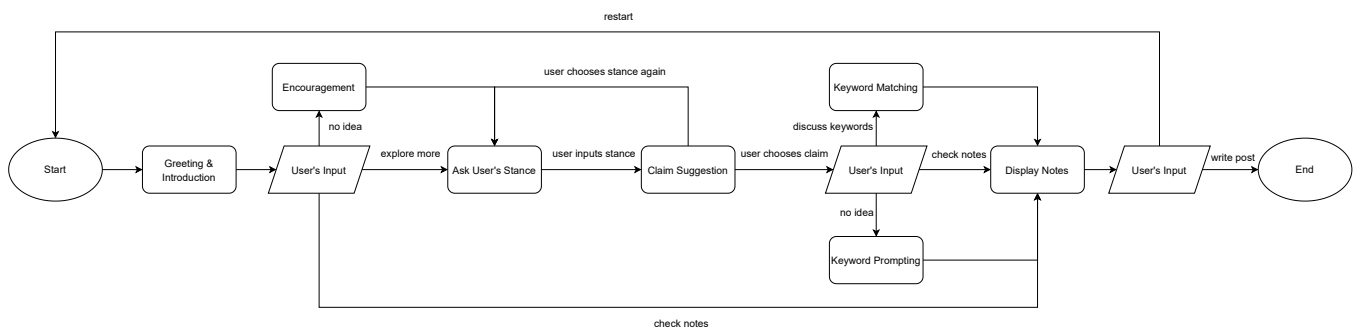 restart
user chooses stance again
Encouragement
Keyword Matching
no idea
discuss keywords
Start
Greeting &
Introduction
User's Input
explore more
Ask User's Stance
user inputs stance
Claim Suggestion
user chooses claim
User's Input
check notes
Display Notes
User's Input
write post
End
no idea
Keyword Prompting
check notes